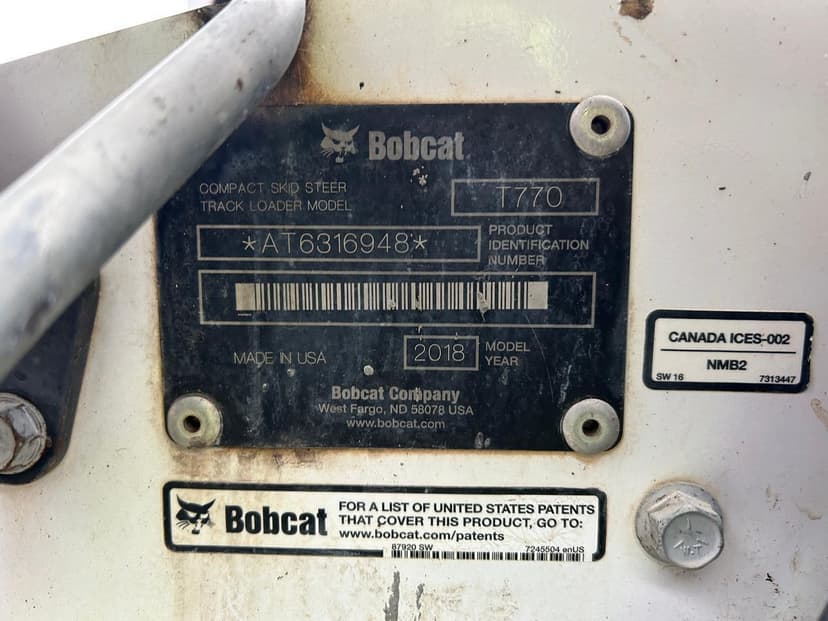 Bobcat
COMPACT SKID STEER
TRACK LOADER MODEL
T770
*AT6316948*
PRODUCT
IDENTIFICATION
NUMBER
MADE IN USA
2018
MODEL
YEAR
Bobcat Company
West Fargo, ND 58078 USA
www.bobcat.com
CANADA ICES-002
NMB2
SW 16 7313447
Bobcat
FOR A LIST OF UNITED STATES PATENTS
THAT COVER THIS PRODUCT, GO TO:
www.bobcat.com/patents
87920 SW 7245504 enUS